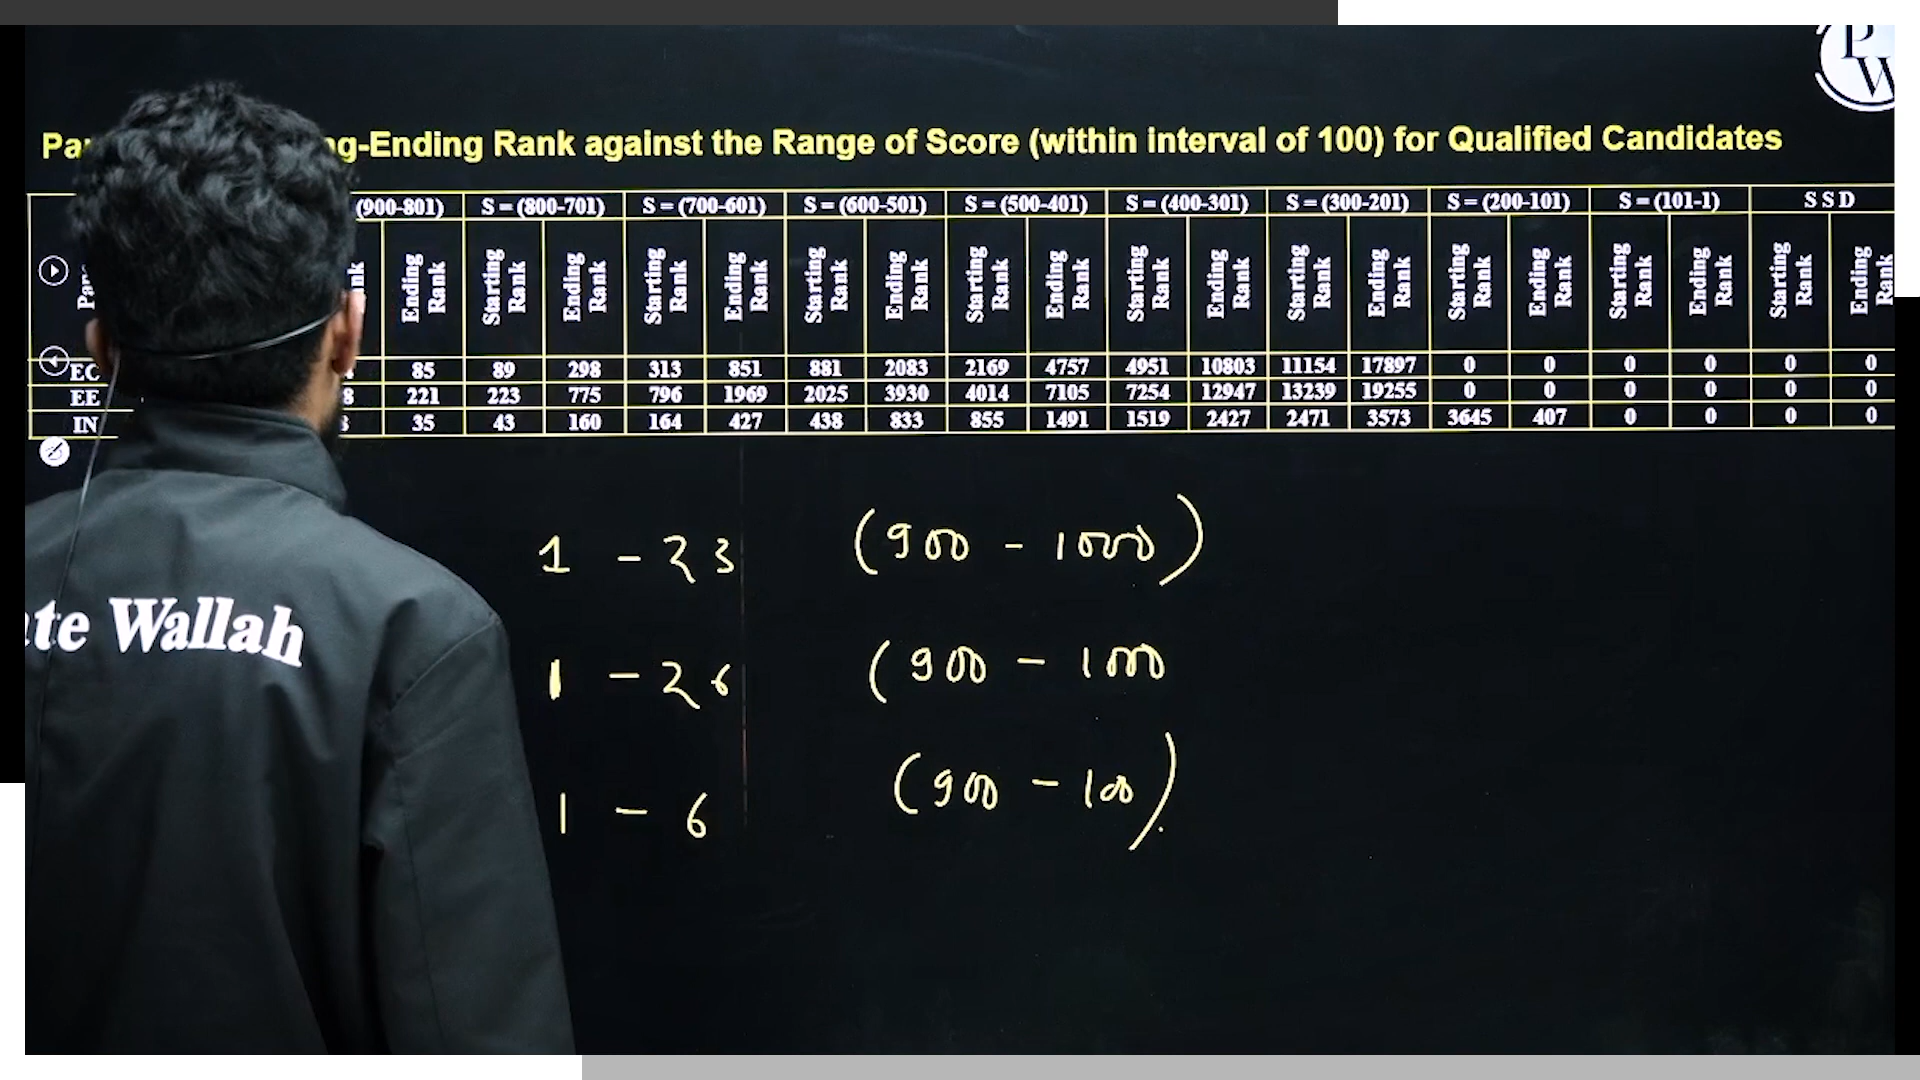 P
W
g-Ending Rank against the Range of Score (within interval of 100) for Qualified Candidates
(900-801) S = (800-701) S = (700-601) S = (600-501) S = (500-401) S = (400-301) S = (300-201) S = (200-101) S = (101-1) S S D
Ending Rank Starting Rank Ending Rank Starting Rank Ending Rank Starting Rank Ending Rank Starting Rank Ending Rank Starting Rank Ending Rank Starting Rank Ending Rank Starting Rank Ending Rank Starting Rank Ending Rank Starting Rank Ending Rank
EC 85 89 298 313 851 881 2083 2169 4757 4951 10803 11154 17897 0 0 0 0 0 0
EE 8 221 223 775 796 1969 2025 3930 4014 7105 7254 12947 13239 19255 0 0 0 0 0 0
IN 35 43 160 164 427 438 833 855 1491 1519 2427 2471 3573 3645 407 0 0 0 0
1 - 23 (900 - 1000)
1 - 26 (900 - 1000
1 - 6 (900 - 100)
te Wallah